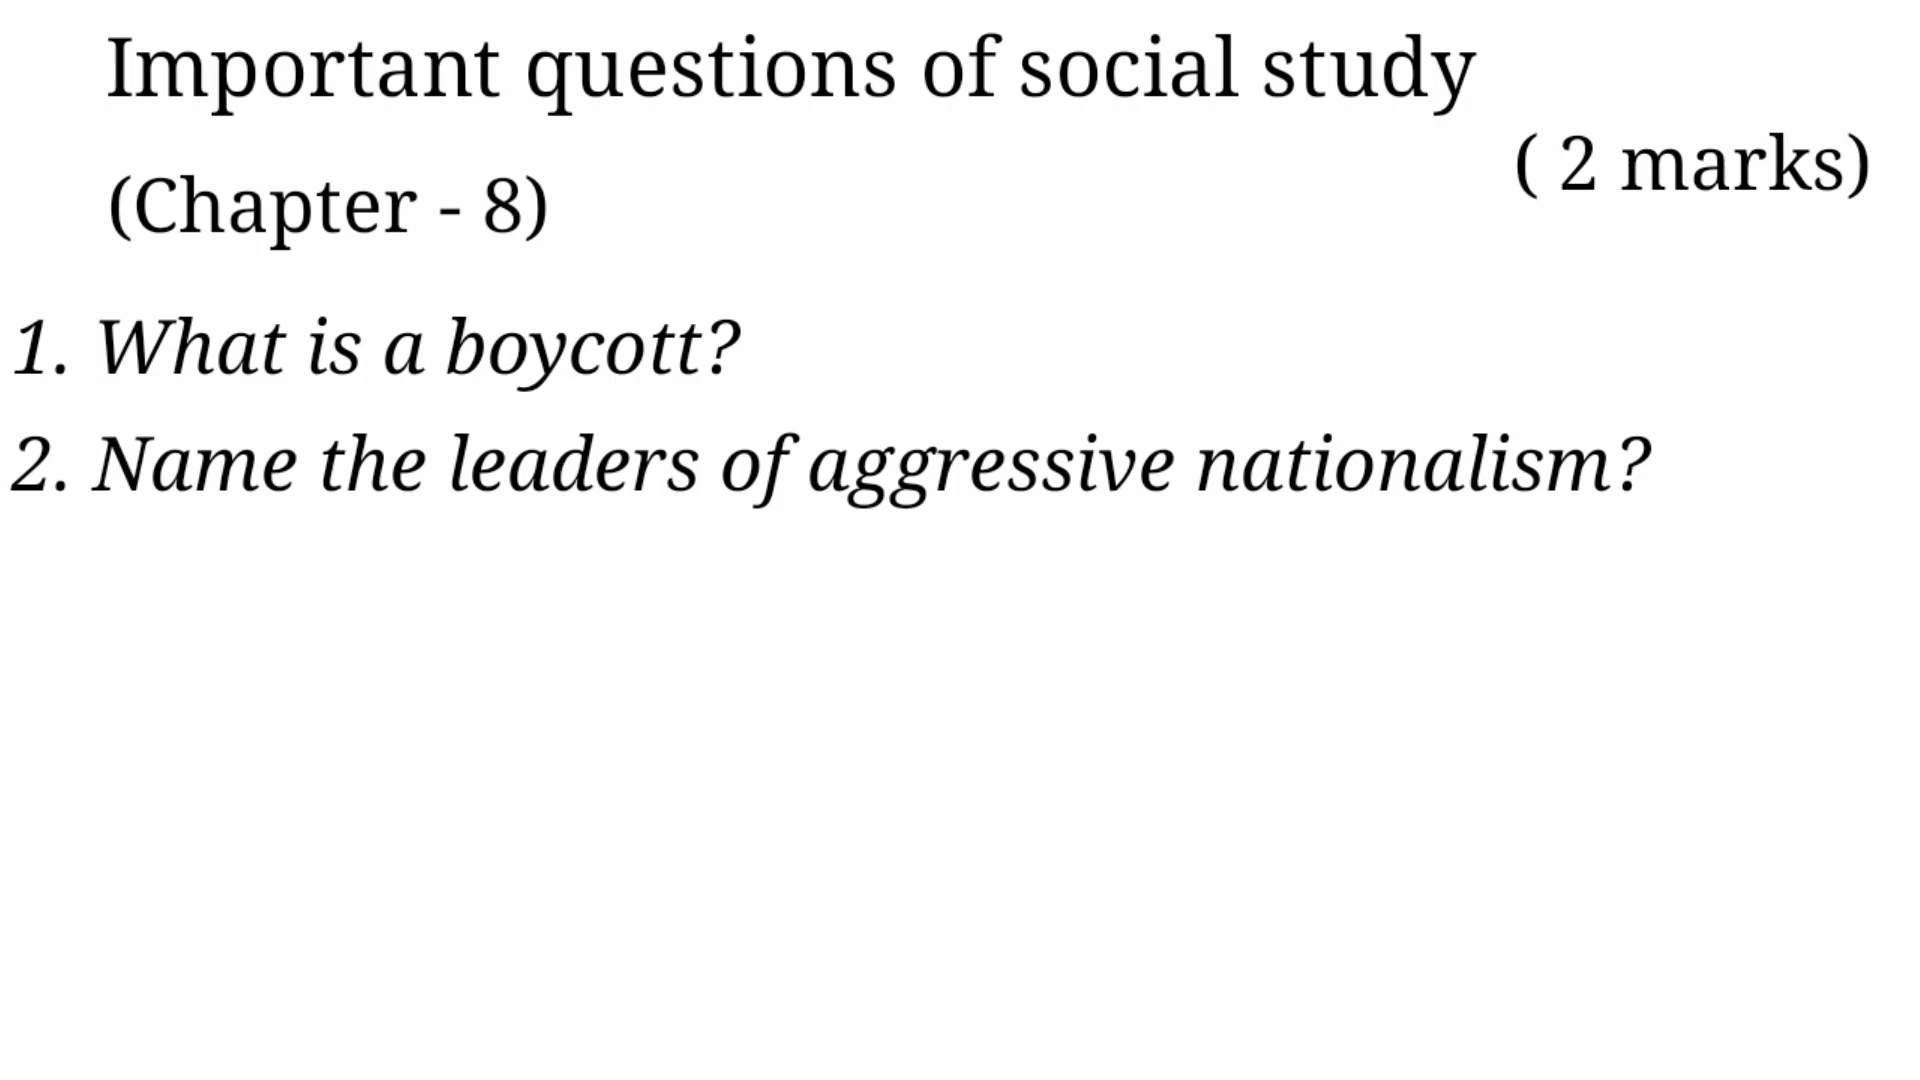 Important questions of social study
( 2 marks)
(Chapter - 8)
1. What is a boycott?
2. Name the leaders of aggressive nationalism?